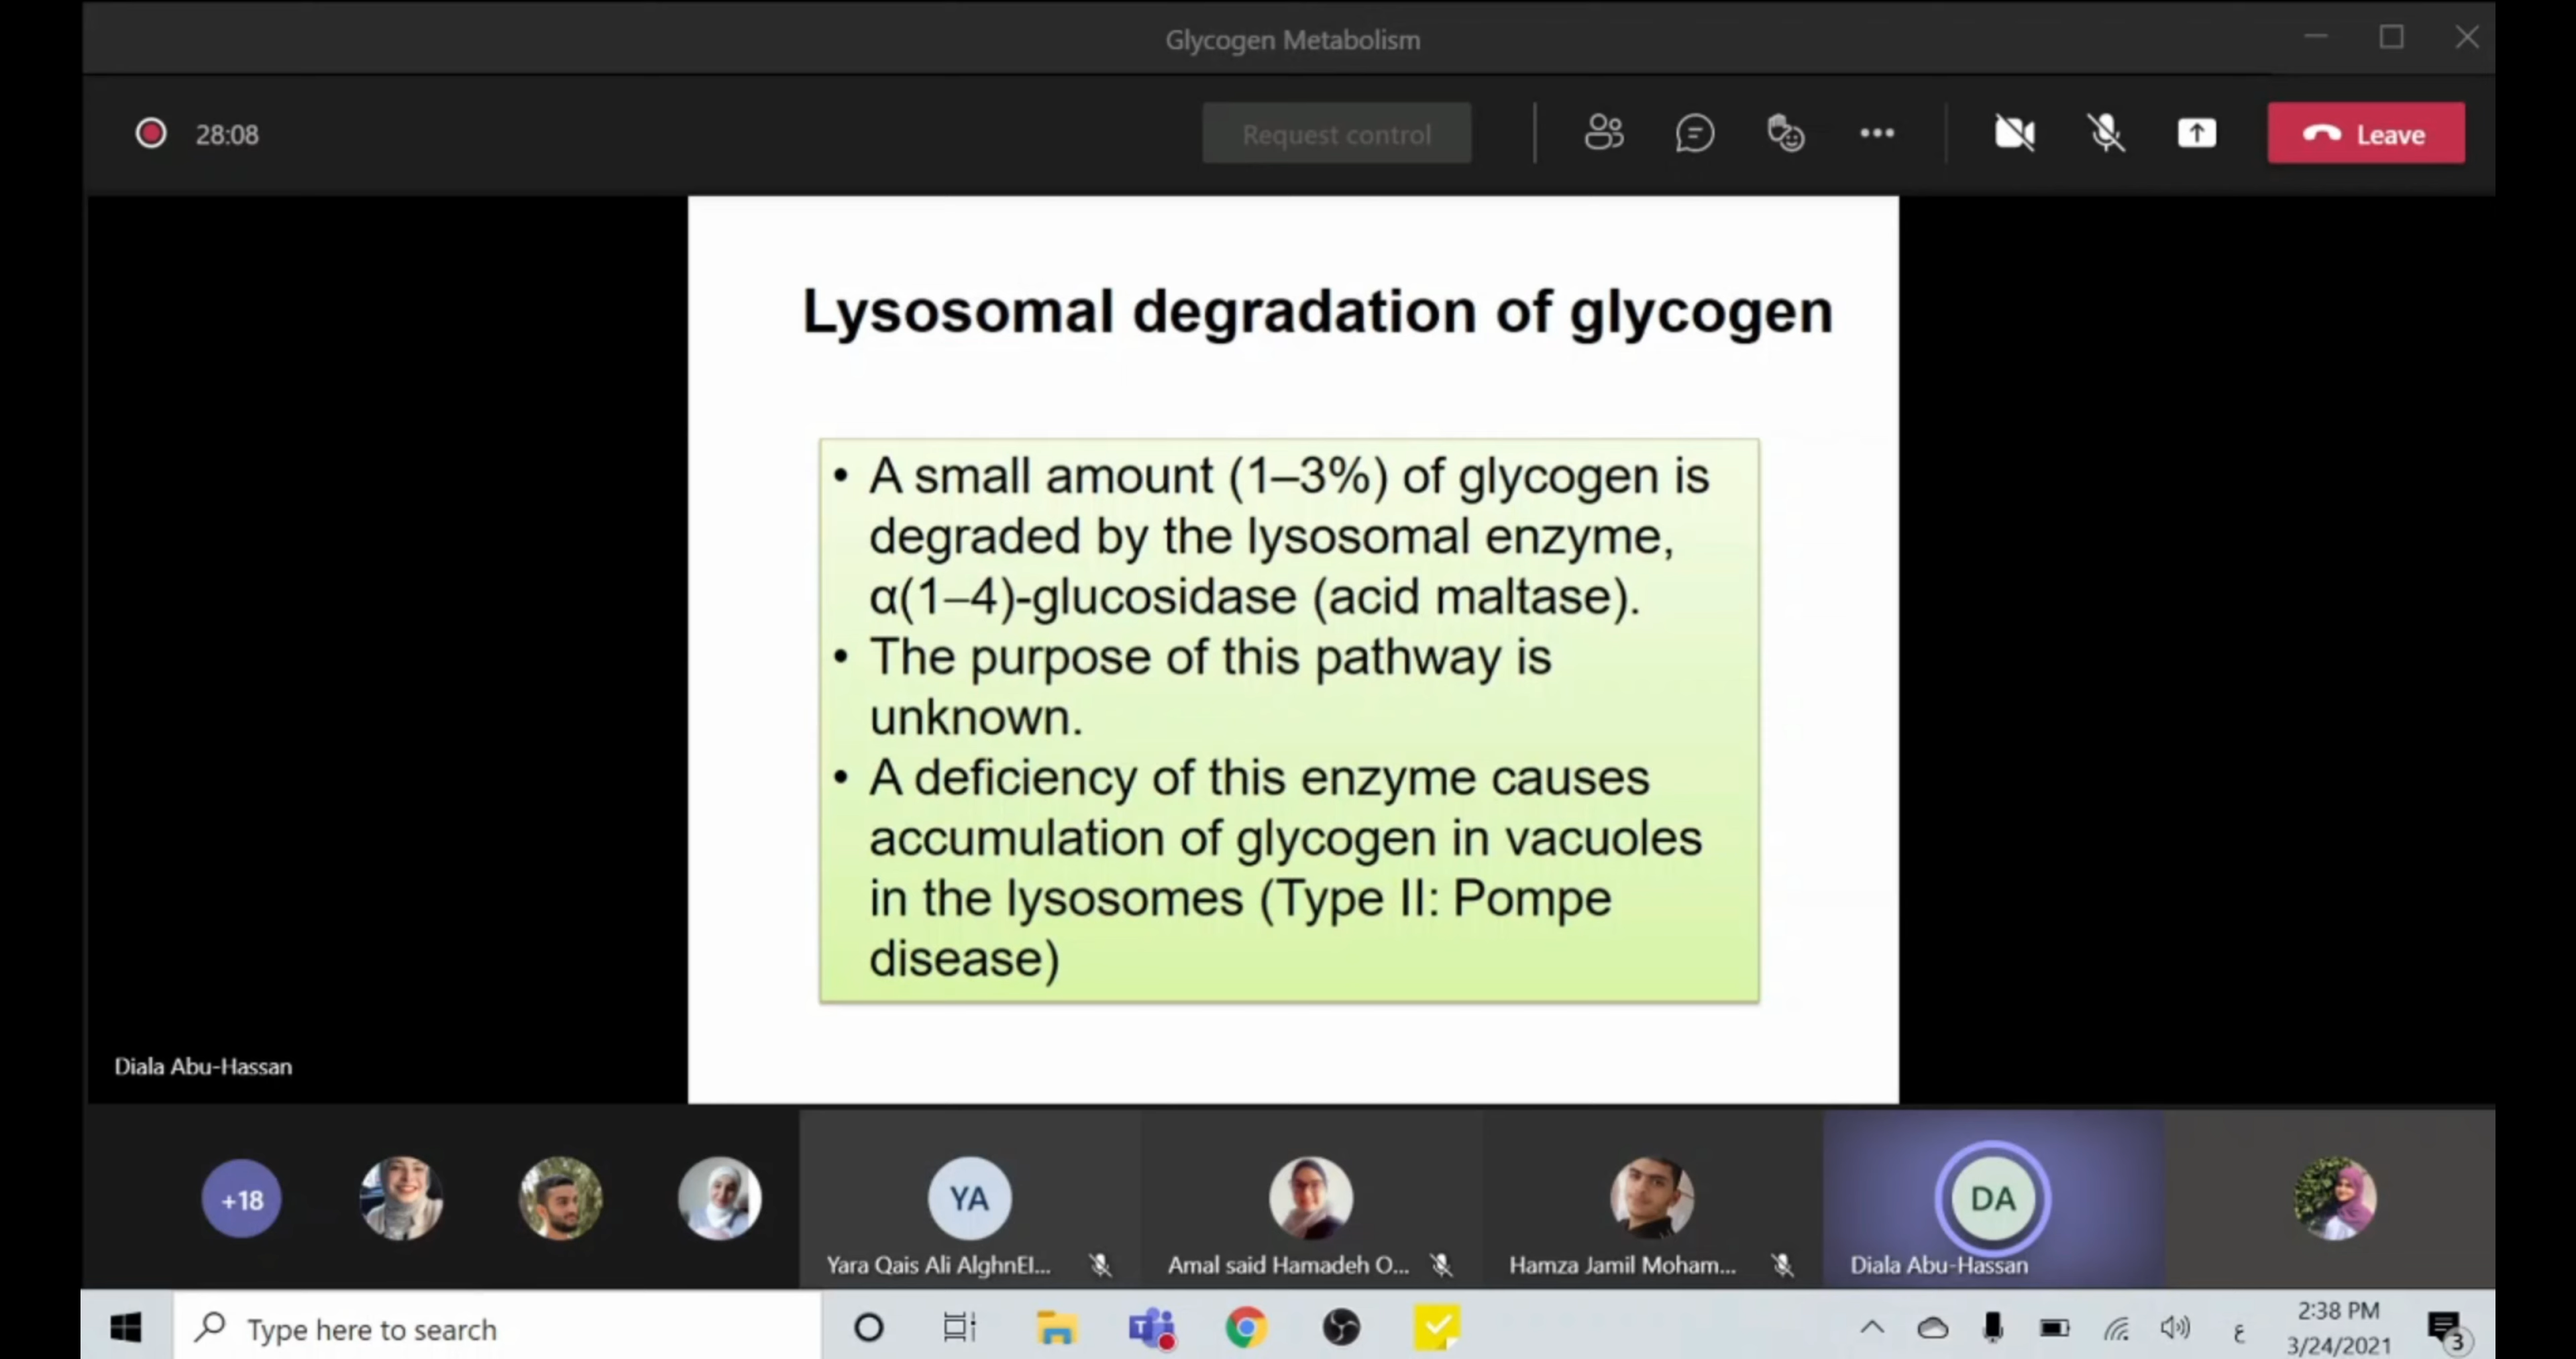 Glycogen Metabolism
28:08
Request control
Leave
Lysosomal degradation of glycogen
• A small amount (1–3%) of glycogen is
degraded by the lysosomal enzyme,
α(1–4)-glucosidase (acid maltase).
• The purpose of this pathway is
unknown.
• A deficiency of this enzyme causes
accumulation of glycogen in vacuoles
in the lysosomes (Type II: Pompe
disease)
Diala Abu-Hassan
+18
YA
DA
Yara Qais Ali AlghnEl...
Amal said Hamadeh O...
Hamza Jamil Moham...
Diala Abu-Hassan
Type here to search
ع
2:38 PM
3/24/2021
3